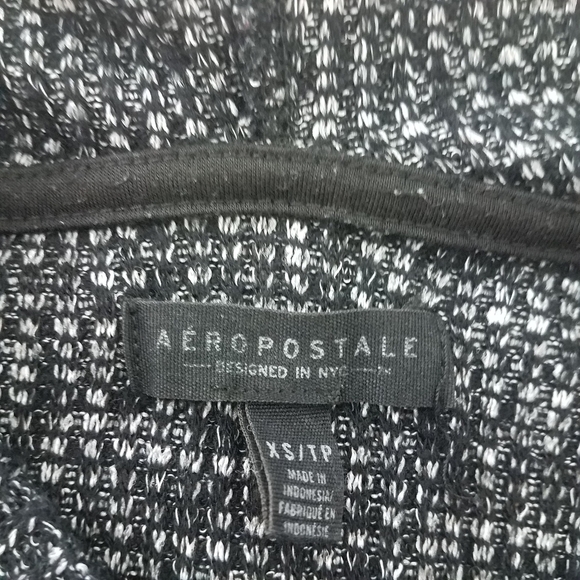 AÉROPOSTALE
DESIGNED IN NYC
XS/TP
MADE IN
INDONESIA/
FABRIQUÉ EN
INDONÉSIE